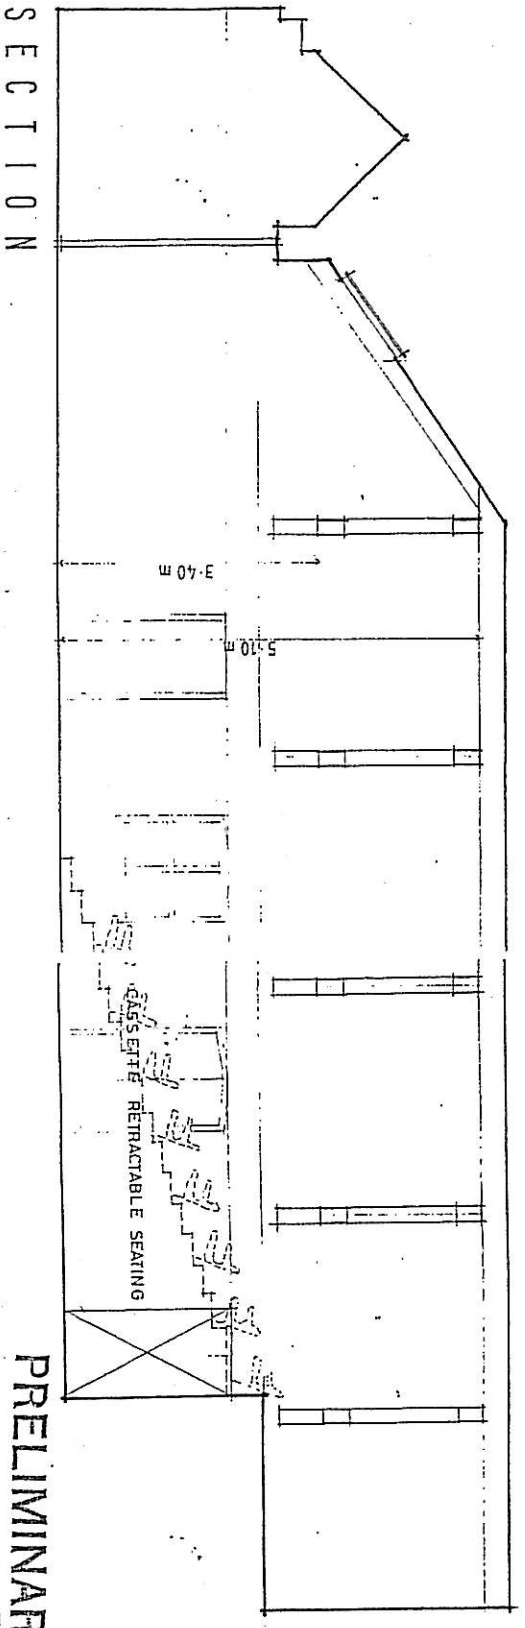 SECTION
3·40 m
5·10 m
CASSETTE RETRACTABLE SEATING
PRELIMINAR